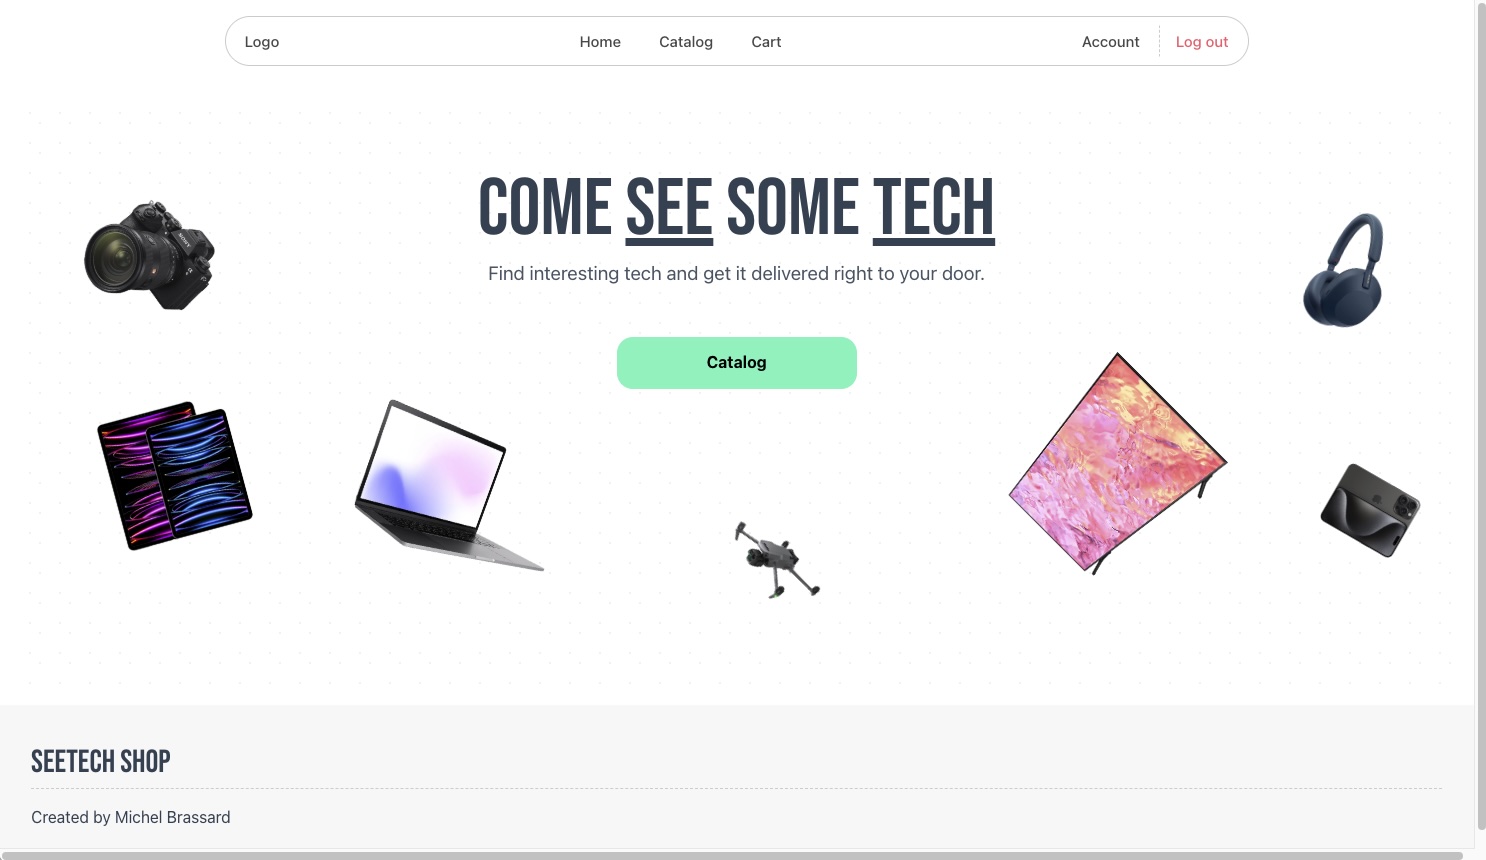 Logo Home Catalog Cart Account Log out
COME SEE SOME TECH
Find interesting tech and get it delivered right to your door.
Catalog
SEETECH SHOP
Created by Michel Brassard